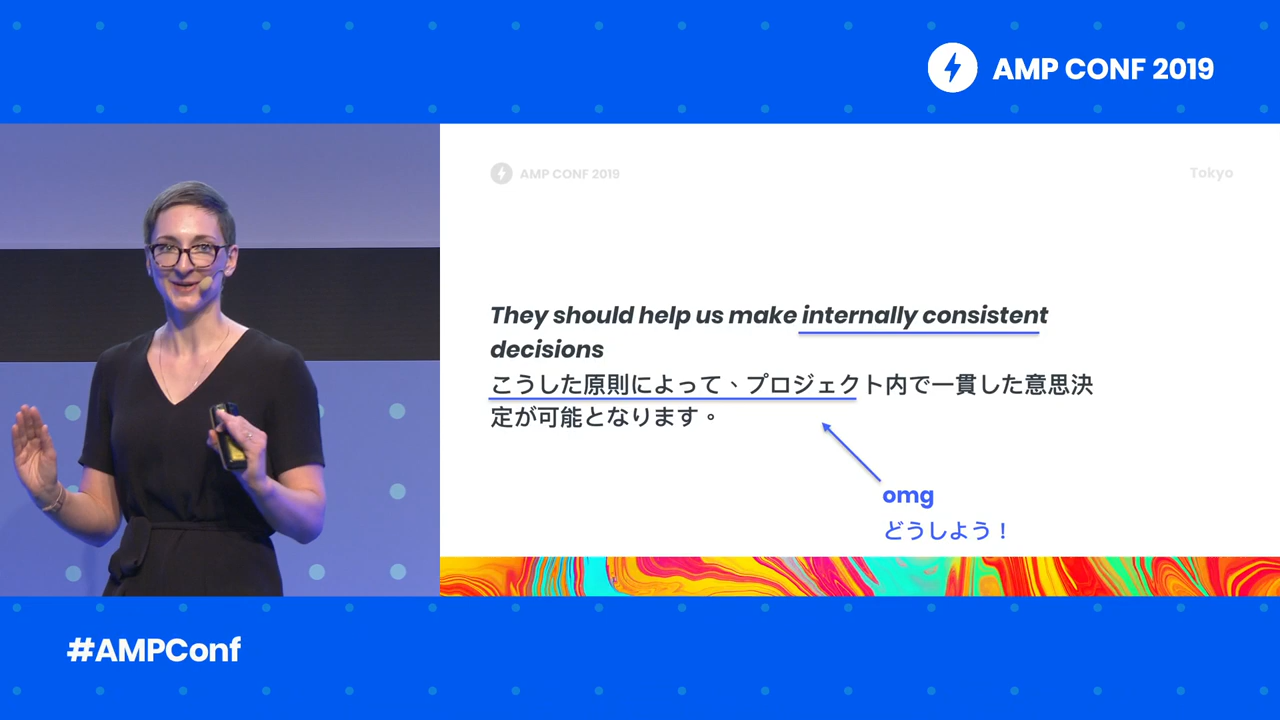 AMP CONF 2019
AMP CONF 2019
Tokyo
They should help us make internally consistent
decisions
こうした原則によって、プロジェクト内で一貫した意思決
定が可能となります。
omg
どうしよう！
#AMPConf